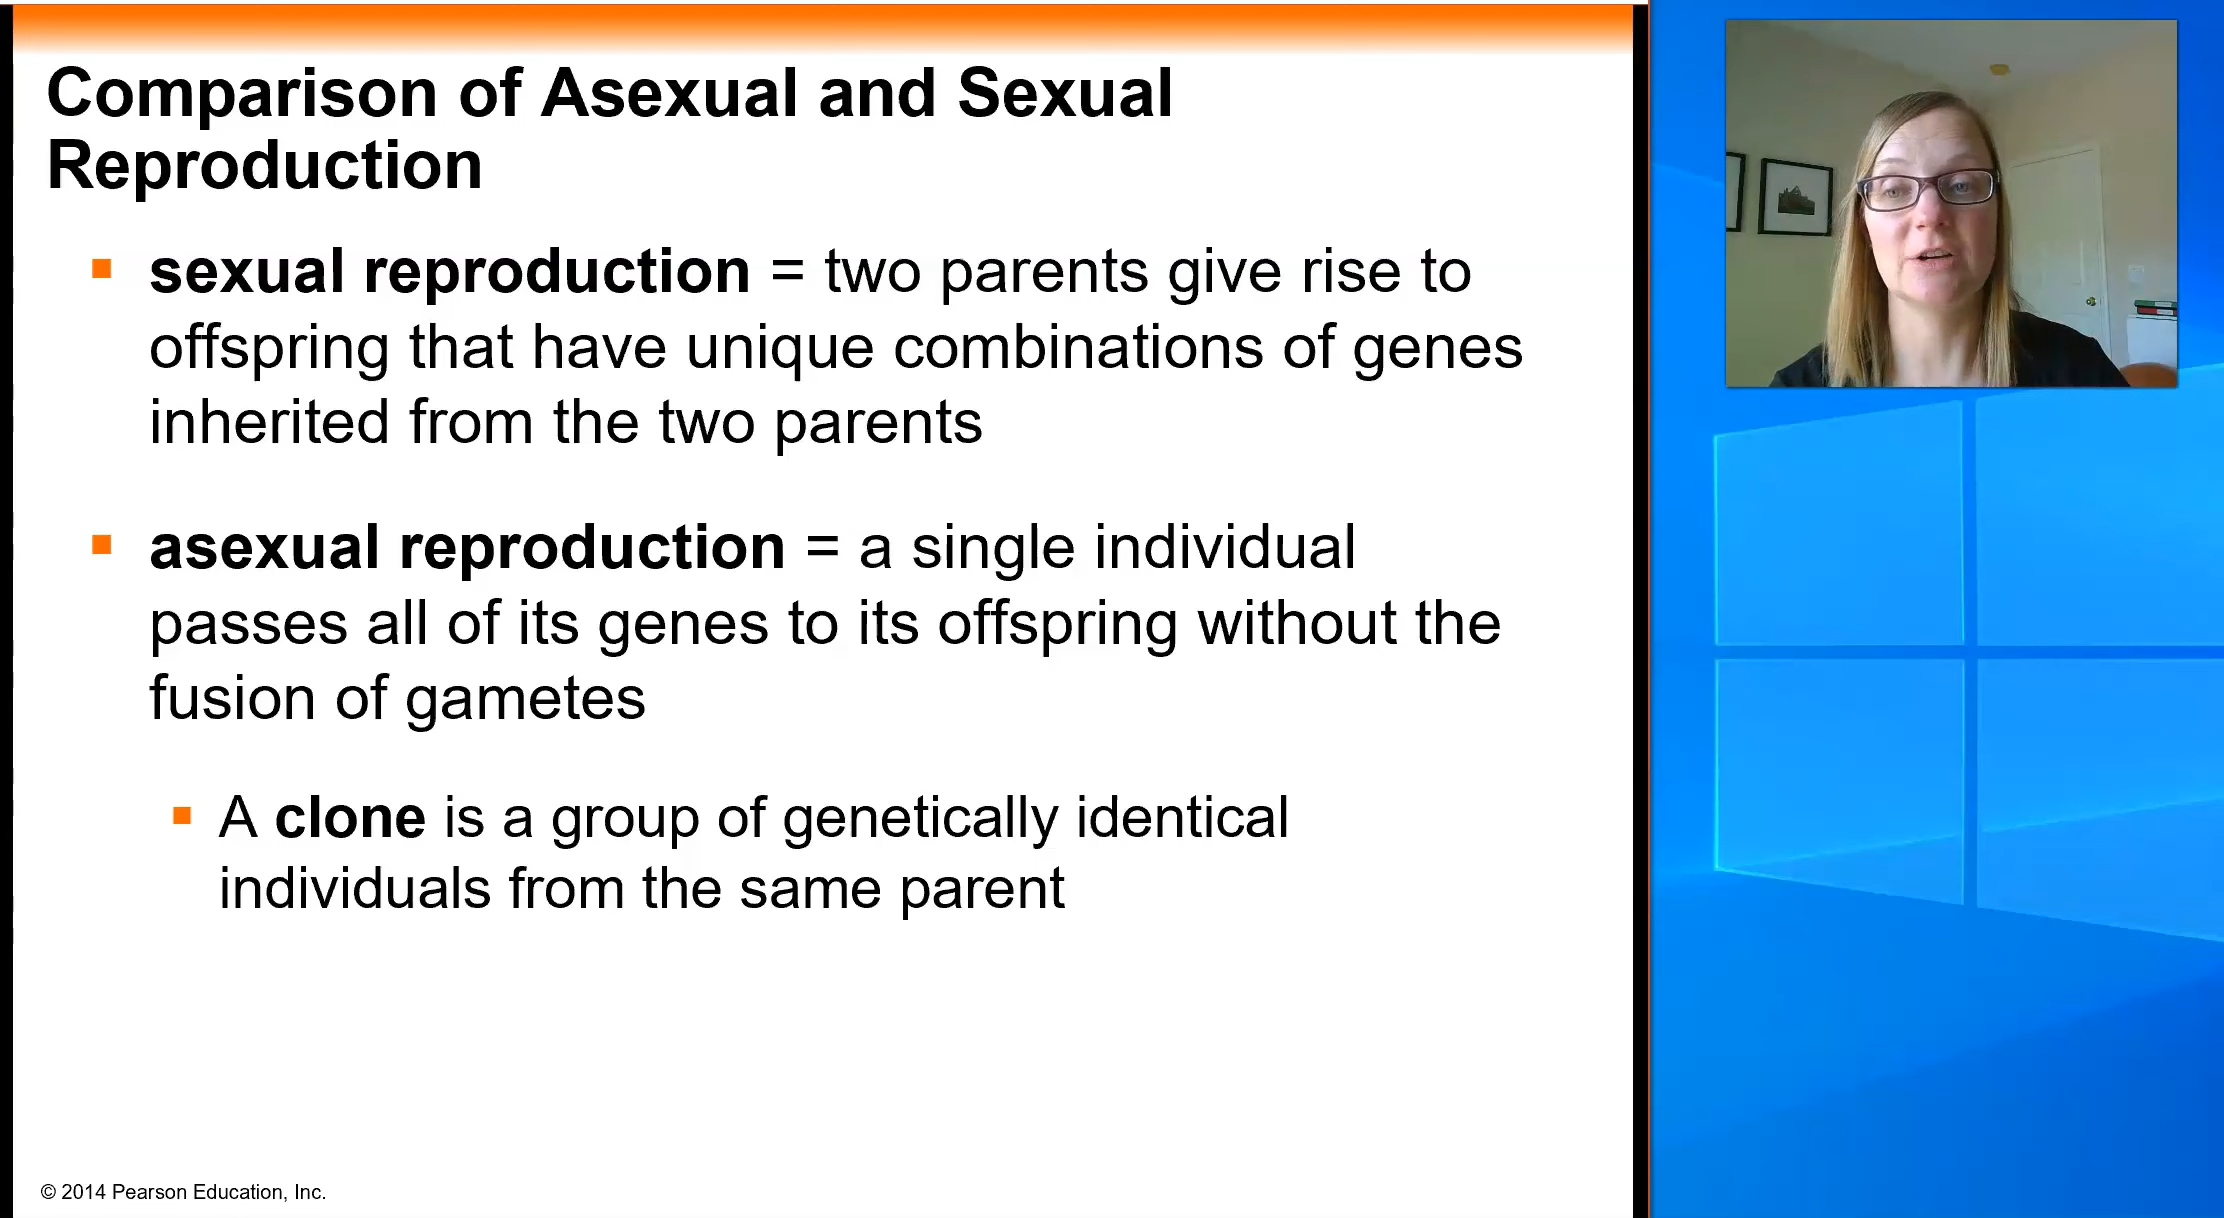 Comparison of Asexual and Sexual
Reproduction
sexual reproduction = two parents give rise to
offspring that have unique combinations of genes
inherited from the two parents
asexual reproduction = a single individual
passes all of its genes to its offspring without the
fusion of gametes
A clone is a group of genetically identical
individuals from the same parent
© 2014 Pearson Education, Inc.